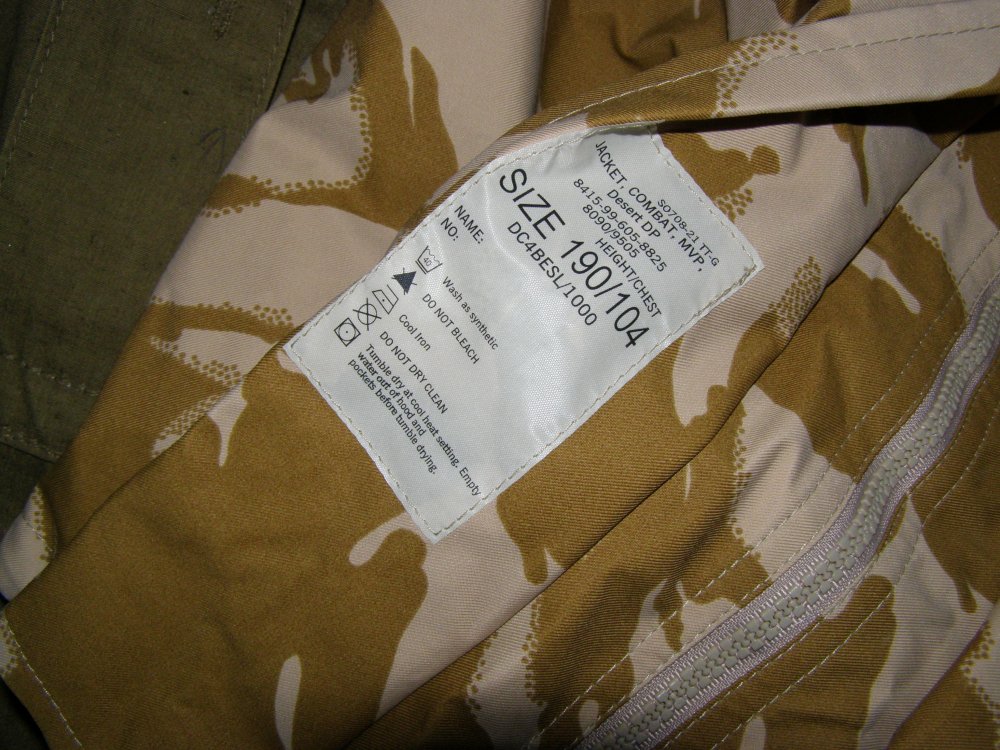 SO708-21 TT-G
JACKET, COMBAT, MVP,
Desert DP
8415-99-605-8825
8090/9505
HEIGHT/CHEST
SIZE 190/104
DC4BESL/1000
NAME:
NO:
40
Wash as synthetic
DO NOT BLEACH
Cool Iron
DO NOT DRY CLEAN
Tumble dry at cool heat setting. Empty
water out of hood and
pockets before tumble drying.